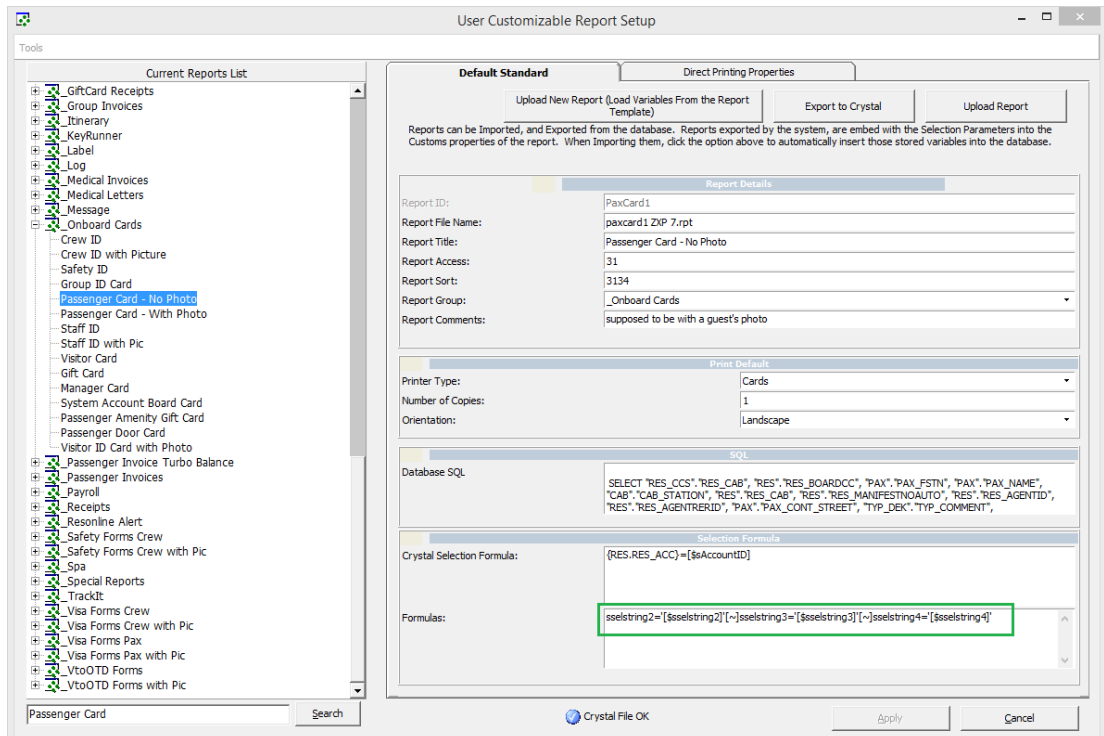 User Customizable Report Setup
Tools
Current Reports List
_GiftCard Receipts
_Group Invoices
_Itinerary
_KeyRunner
_Label
_Log
_Medical Invoices
_Medical Letters
_Message
_Onboard Cards
Crew ID
Crew ID with Picture
Safety ID
Group ID Card
Passenger Card - No Photo
Passenger Card - With Photo
Staff ID
Staff ID with Pic
Visitor Card
Gift Card
Manager Card
System Account Board Card
Passenger Amenity Gift Card
Passenger Door Card
Visitor ID Card with Photo
_Passenger Invoice Turbo Balance
_Passenger Invoices
_Payroll
_Receipts
_Resonline Alert
_Safety Forms Crew
_Safety Forms Crew with Pic
_Spa
_Special Reports
_TrackIt
_Visa Forms Crew
_Visa Forms Crew with Pic
_Visa Forms Pax
_Visa Forms Pax with Pic
_VtoOTD Forms
_VtoOTD Forms with Pic
Passenger Card
Search
Default Standard
Direct Printing Properties
Upload New Report (Load Variables From the Report
Template)
Export to Crystal
Upload Report
Reports can be Imported, and Exported from the database. Reports exported by the system, are embed with the Selection Parameters into the
Customs properties of the report. When Importing them, click the option above to automatically insert those stored variables into the database.
Report Details
Report ID: PaxCard1
Report File Name: paxcard1 ZXP 7.rpt
Report Title: Passenger Card - No Photo
Report Access: 31
Report Sort: 3134
Report Group: _Onboard Cards
Report Comments: supposed to be with a guest's photo
Print Default
Printer Type: Cards
Number of Copies: 1
Orientation: Landscape
SQL
Database SQL
SELECT "RES_CCS"."RES_CAB", "RES"."RES_BOARDCC", "PAX"."PAX_FSTN", "PAX"."PAX_NAME",
"CAB"."CAB_STATION", "RES"."RES_CAB", "RES"."RES_MANIFESTNOAUTO", "RES"."RES_AGENTID",
"RES"."RES_AGENTRERID", "PAX"."PAX_CONT_STREET", "TYP_DEK"."TYP_COMMENT",
Selection Formula
Crystal Selection Formula: {RES.RES_ACC}=[$sAccountID]
Formulas: sselstring2='[$sselstring2]'[~]sselstring3='[$sselstring3]'[~]sselstring4='[$sselstring4]'
Crystal File OK
Apply
Cancel